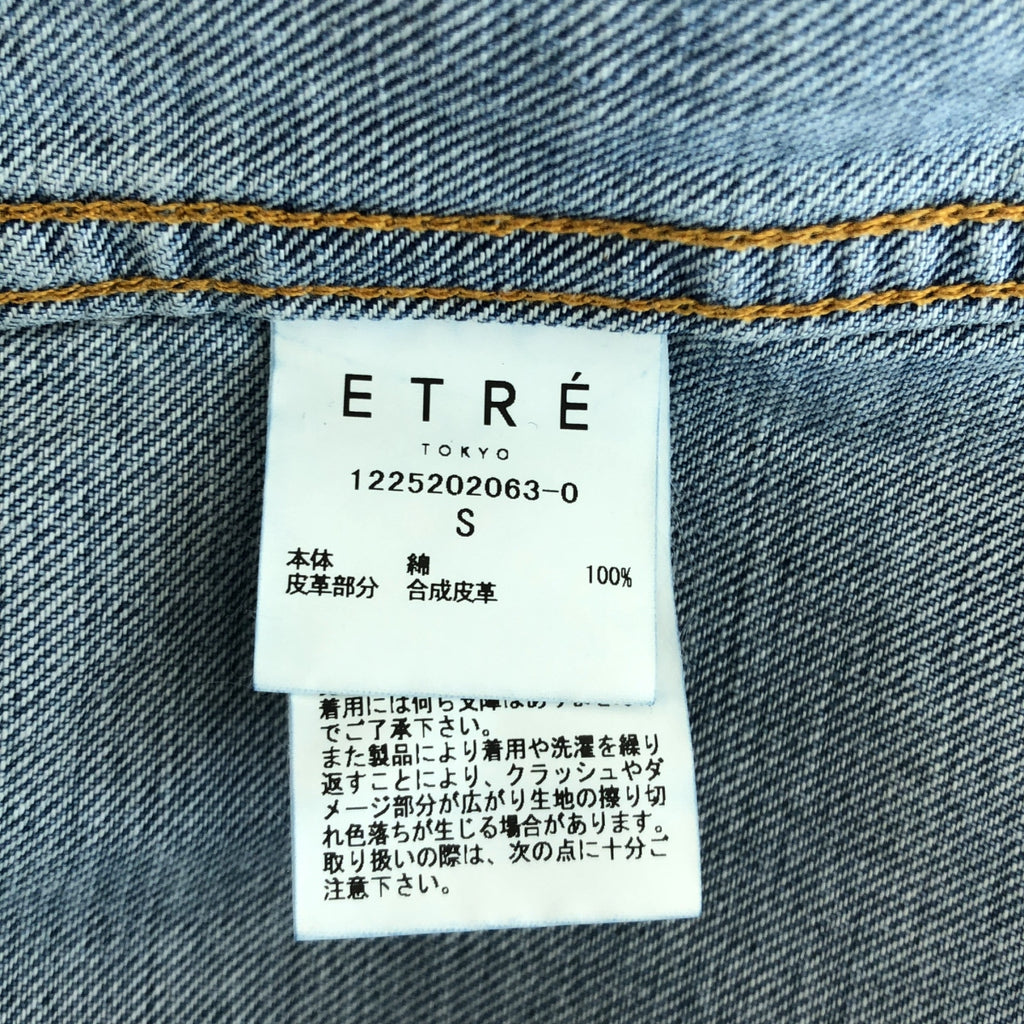 ETRÉ
TOKYO
1225202063-0
S
本体 綿 100%
皮革部分 合成皮革
着用には何ら支障はありません
でご了承下さい。
また製品により着用や洗濯を繰り
返すことにより、クラッシュやダ
メージ部分が広がり生地の擦り切
れ色落ちが生じる場合があります。
取り扱いの際は、次の点に十分ご
注意下さい。